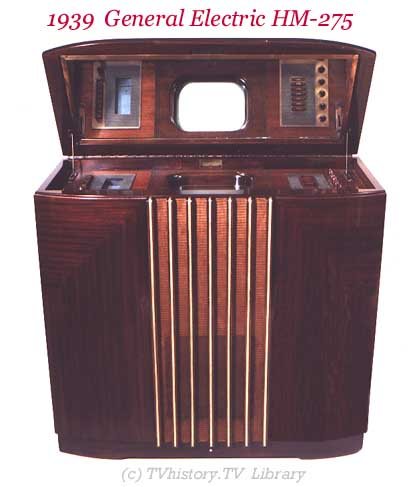 1939 General Electric HM-275
(c) TVhistory.TV Library